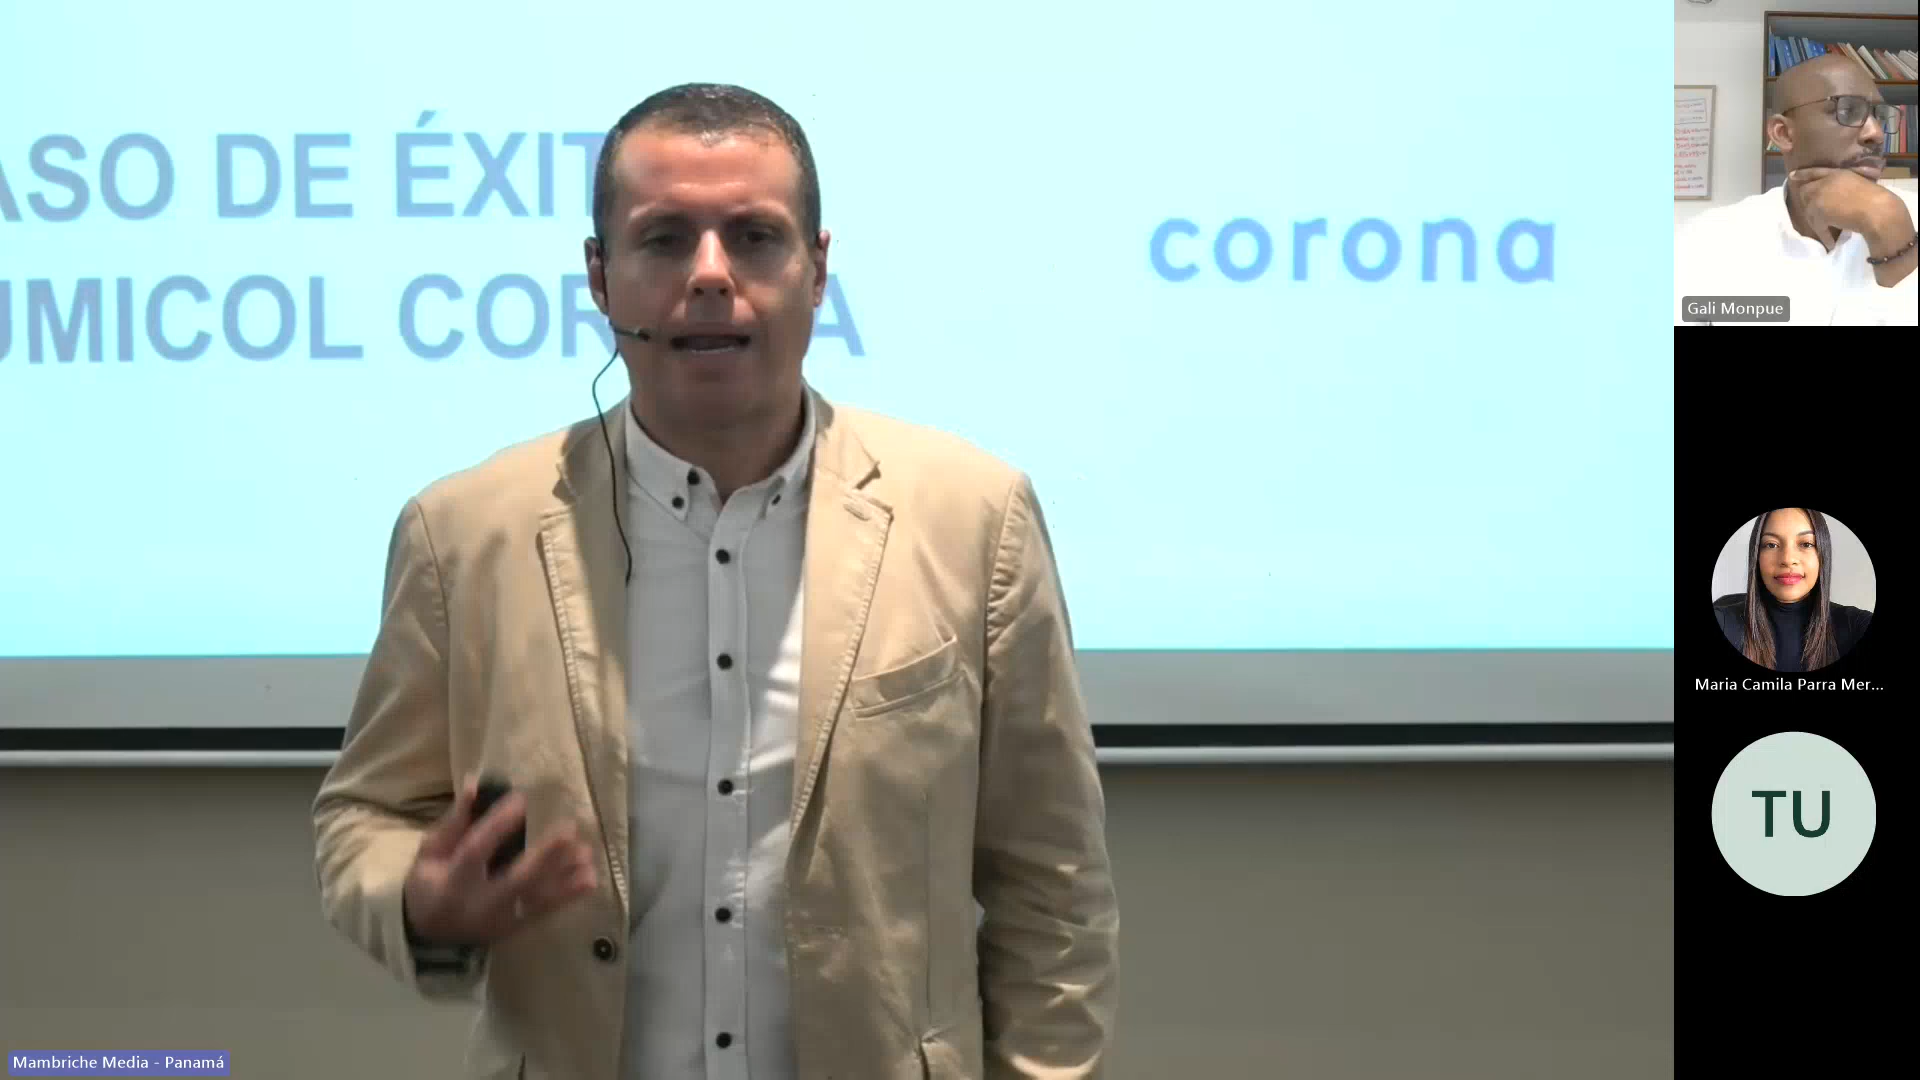 ASO DE ÉXIT
UMICOL COR A
corona
Gali Monpue
Maria Camila Parra Mer...
TU
Mambriche Media - Panamá